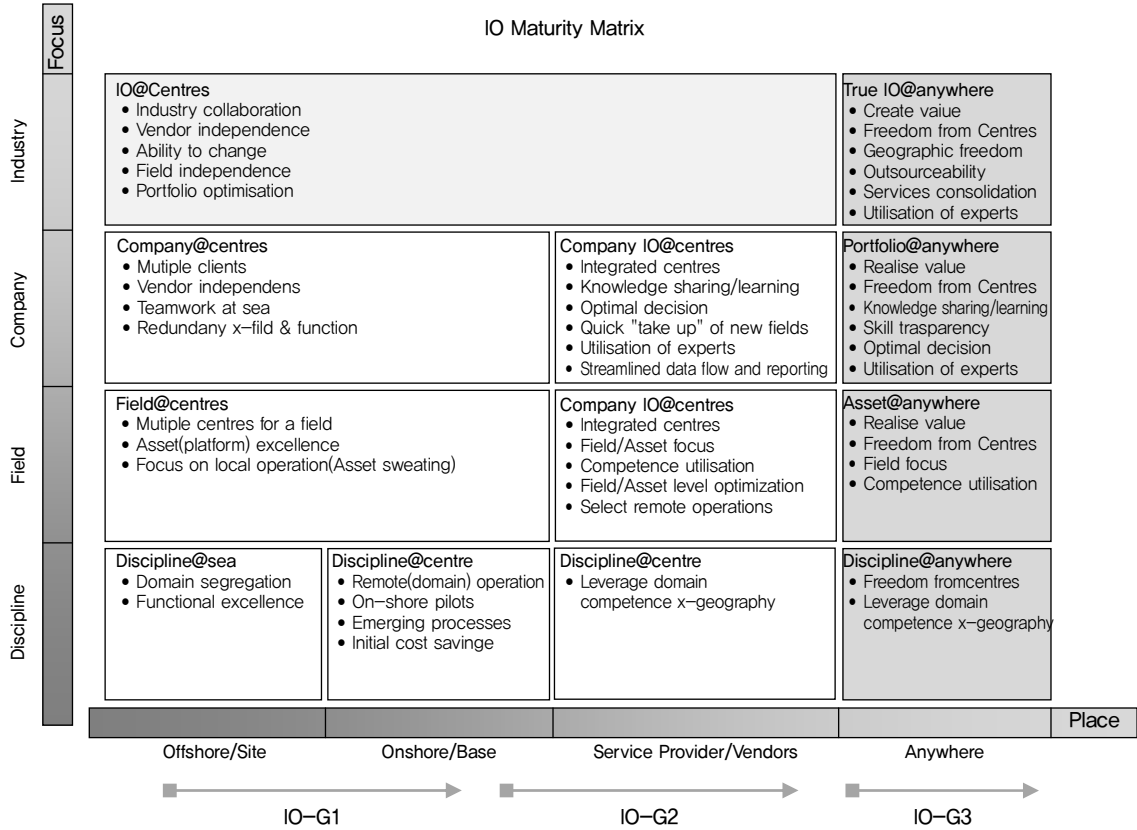 IO Maturity Matrix
Focus
Industry
IO@Centres
• Industry collaboration
• Vendor independence
• Ability to change
• Field independence
• Portfolio optimisation
True IO@anywhere
• Create vaiue
• Freedom from Centres
• Geographic freedom
• Outsourceability
• Services consolidation
• Utilisation of experts
Company
Company@centres
• Mutiple clients
• Vendor independens
• Teamwork at sea
• Redundany x-fild & function
Company IO@centres
• Integrated centres
• Knowledge sharing/learning
• Optimal decision
• Quick "take up" of new fields
• Utilisation of experts
• Streamlined data flow and reporting
Portfolio@anywhere
• Realise value
• Freedom from Centres
• Knowledge sharing/learning
• Skill trasparency
• Optimal decision
• Utilisation of experts
Field
Field@centres
• Mutiple centres for a field
• Asset(platform) excellence
• Focus on local operation(Asset sweating)
Company IO@centres
• Integrated centres
• Field/Asset focus
• Competence utilisation
• Field/Asset level optimization
• Select remote operations
Asset@anywhere
• Realise value
• Freedom from Centres
• Field focus
• Competence utilisation
Discipline
Discipline@sea
• Domain segregation
• Functional excellence
Discipline@centre
• Remote(domain) operation
• On-shore pilots
• Emerging processes
• Initial cost savinge
Discipline@centre
• Leverage domain
competence x-geography
Discipline@anywhere
• Freedom fromcentres
• Leverage domain
competence x-geography
Place
Offshore/Site
Onshore/Base
Service Provider/Vendors
Anywhere
IO-G1
IO-G2
IO-G3